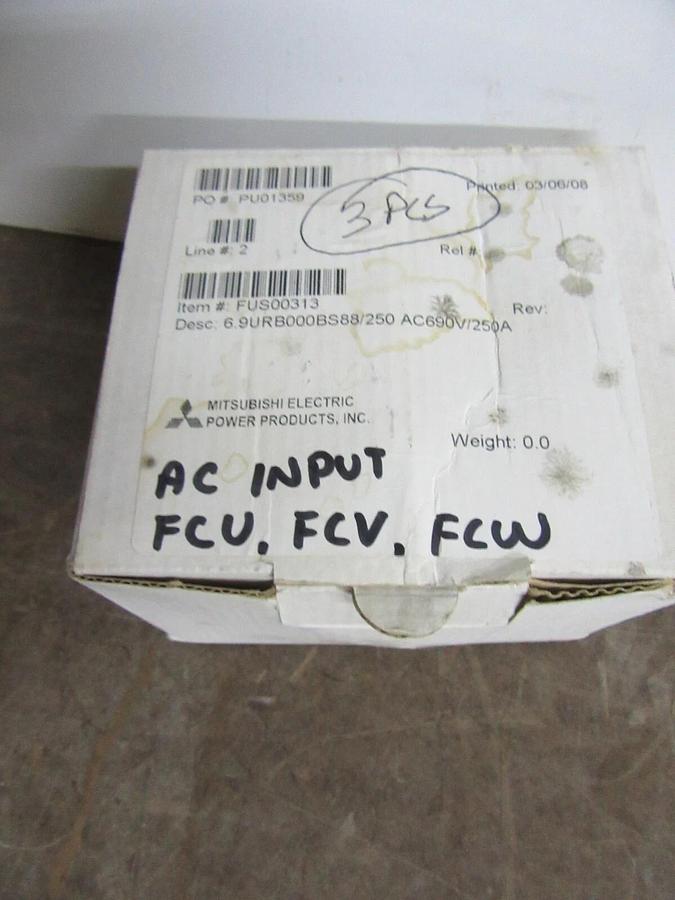 PO #: PU01359
3 PCS
Printed: 03/06/08
Line #: 2
Rel #
Item #: FUS00313
Rev:
Desc: 6.9URB000BS88/250 AC690V/250A
MITSUBISHI ELECTRIC
POWER PRODUCTS, INC.
Weight: 0.0
AC INPUT
FCU. FCV. FCW